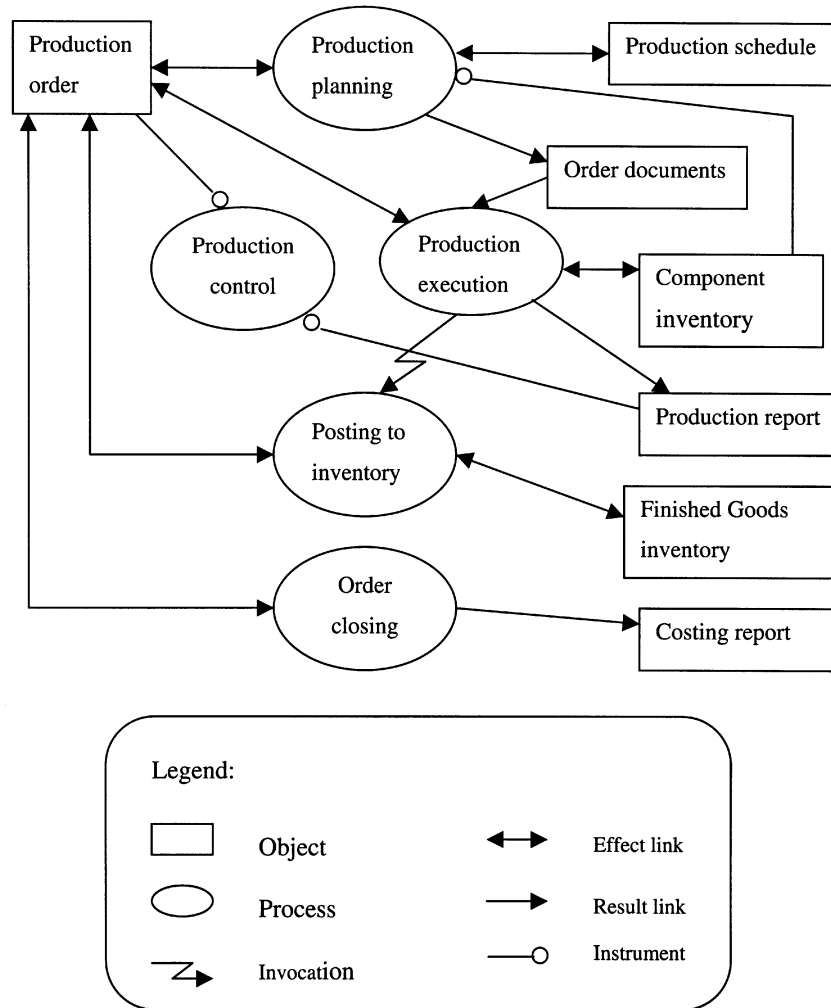 Production
order
Production
planning
Production schedule
Order documents
Production
control
Production
execution
Component
inventory
Production report
Posting to
inventory
Finished Goods
inventory
Order
closing
Costing report
Legend:
Object
Effect link
Process
Result link
Invocation
Instrument